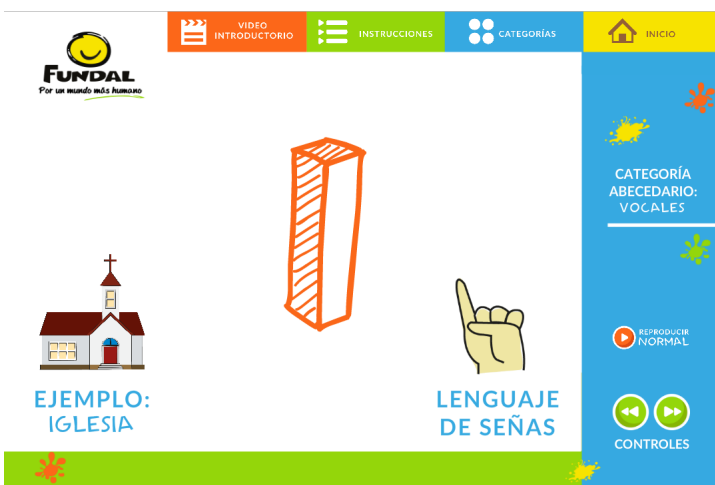 VIDEO
INTRODUCTORIO
INSTRUCCIONES
CATEGORÍAS
INICIO
FUNDAL
Por un mundo más humano
CATEGORÍA
ABECEDARIO:
VOCALES
I
REPRODUCIR
NORMAL
EJEMPLO:
IGLESIA
LENGUAJE
DE SEÑAS
CONTROLES